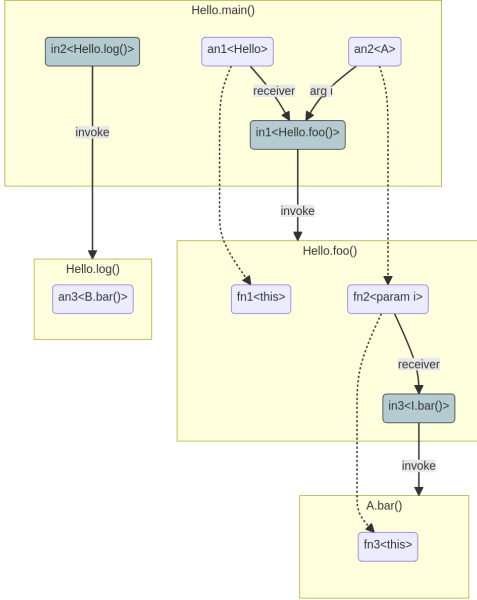 Hello.main()
in2<Hello.log()>
an1<Hello>
an2<A>
receiver
arg i
invoke
in1<Hello.foo()>
invoke
Hello.foo()
Hello.log()
an3<B.bar()>
fn1<this>
fn2<param i>
receiver
in3<I.bar()>
invoke
A.bar()
fn3<this>